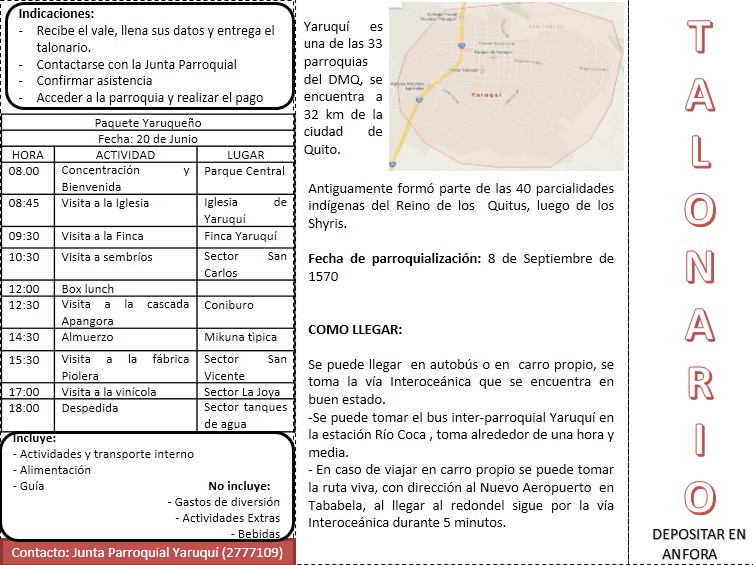 Indicaciones:
- Recibe el vale, llena sus datos y entrega el
talonario.
- Contactarse con la Junta Parroquial
- Confirmar asistencia
- Acceder a la parroquia y realizar el pago
Paquete Yaruqueño
Fecha: 20 de Junio
HORA ACTIVIDAD LUGAR
08.00 Concentración y Bienvenida Parque Central
08:45 Visita a la Iglesia Iglesia de Yaruquí
09:30 Visita a la Finca Finca Yaruquí
10:30 Visita a sembríos Sector San Carlos
12:00 Box lunch
12:30 Visita a la cascada Apangora Coniburo
14:30 Almuerzo Mikuna tìpica
15:30 Visita a la fábrica Piolera Sector San Vicente
17:00 Visita a la vinícola Sector La Joya
18:00 Despedida Sector tanques de agua
Incluye:
- Actividades y transporte interno
- Alimentación
- Guía
No incluye:
- Gastos de diversión
- Actividades Extras
- Bebidas
Contacto: Junta Parroquial Yaruquí (2777109)
Yaruquí es
una de las 33
parroquias
del DMQ, se
encuentra a
32 km de la
ciudad de
Quito.
Yaruquí
Antiguamente formó parte de las 40 parcialidades
indígenas del Reino de los Quitus, luego de los
Shyris.
Fecha de parroquialización: 8 de Septiembre de
1570
COMO LLEGAR:
Se puede llegar en autobús o en carro propio, se
toma la vía Interoceánica que se encuentra en
buen estado.
-Se puede tomar el bus inter-parroquial Yaruquí en
la estación Río Coca , toma alrededor de una hora y
media.
- En caso de viajar en carro propio se puede tomar
la ruta viva, con dirección al Nuevo Aeropuerto en
Tababela, al llegar al redondel sigue por la vía
Interoceánica durante 5 minutos.
TALONARIO
DEPOSITAR EN
ANFORA